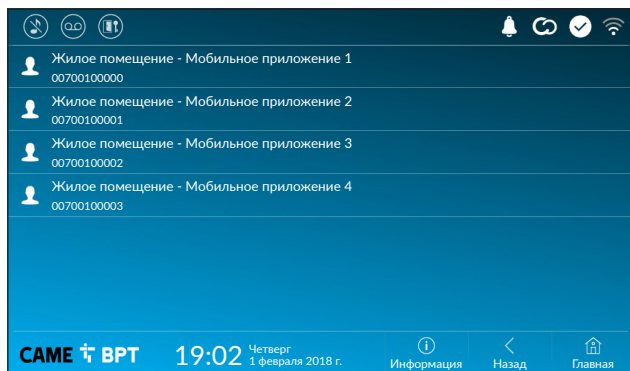 Жилое помещение - Мобильное приложение 1
00700100000
Жилое помещение - Мобильное приложение 2
00700100001
Жилое помещение - Мобильное приложение 3
00700100002
Жилое помещение - Мобильное приложение 4
00700100003
CAME BPT
19:02
Четверг
1 февраля 2018 г.
Информация
Назад
Главная